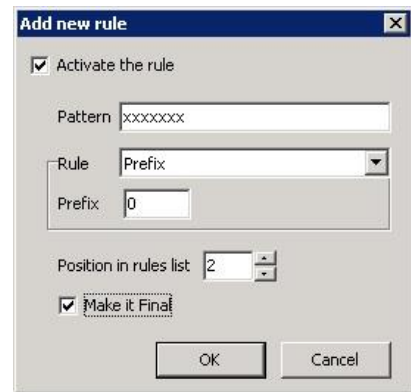 Add new rule
Activate the rule
Pattern xxxxxxx
Rule Prefix
Prefix 0
Position in rules list 2
Make it Final
OK Cancel